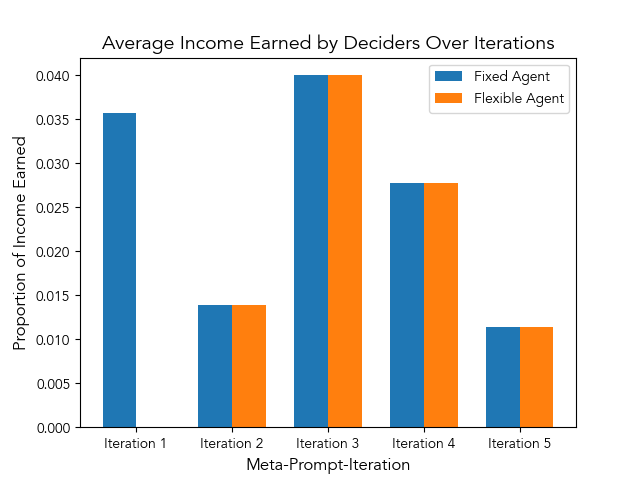 Average Income Earned by Deciders Over Iterations
Fixed Agent
Flexible Agent
Proportion of Income Earned
0.040
0.035
0.030
0.025
0.020
0.015
0.010
0.005
0.000
Iteration 1
Iteration 2
Iteration 3
Iteration 4
Iteration 5
Meta-Prompt-Iteration